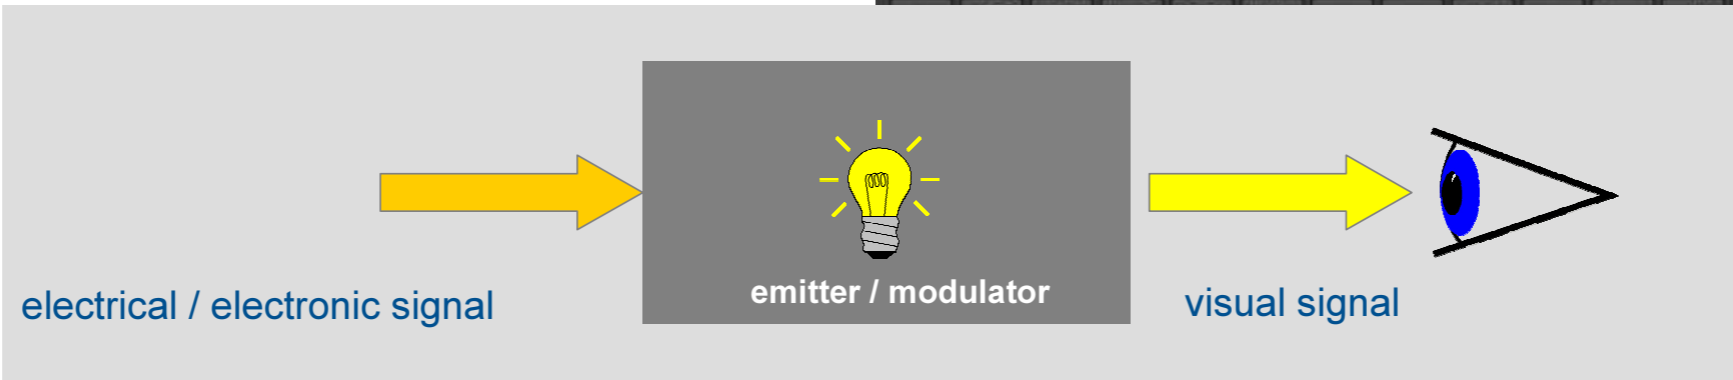 electrical / electronic signal
emitter / modulator
visual signal